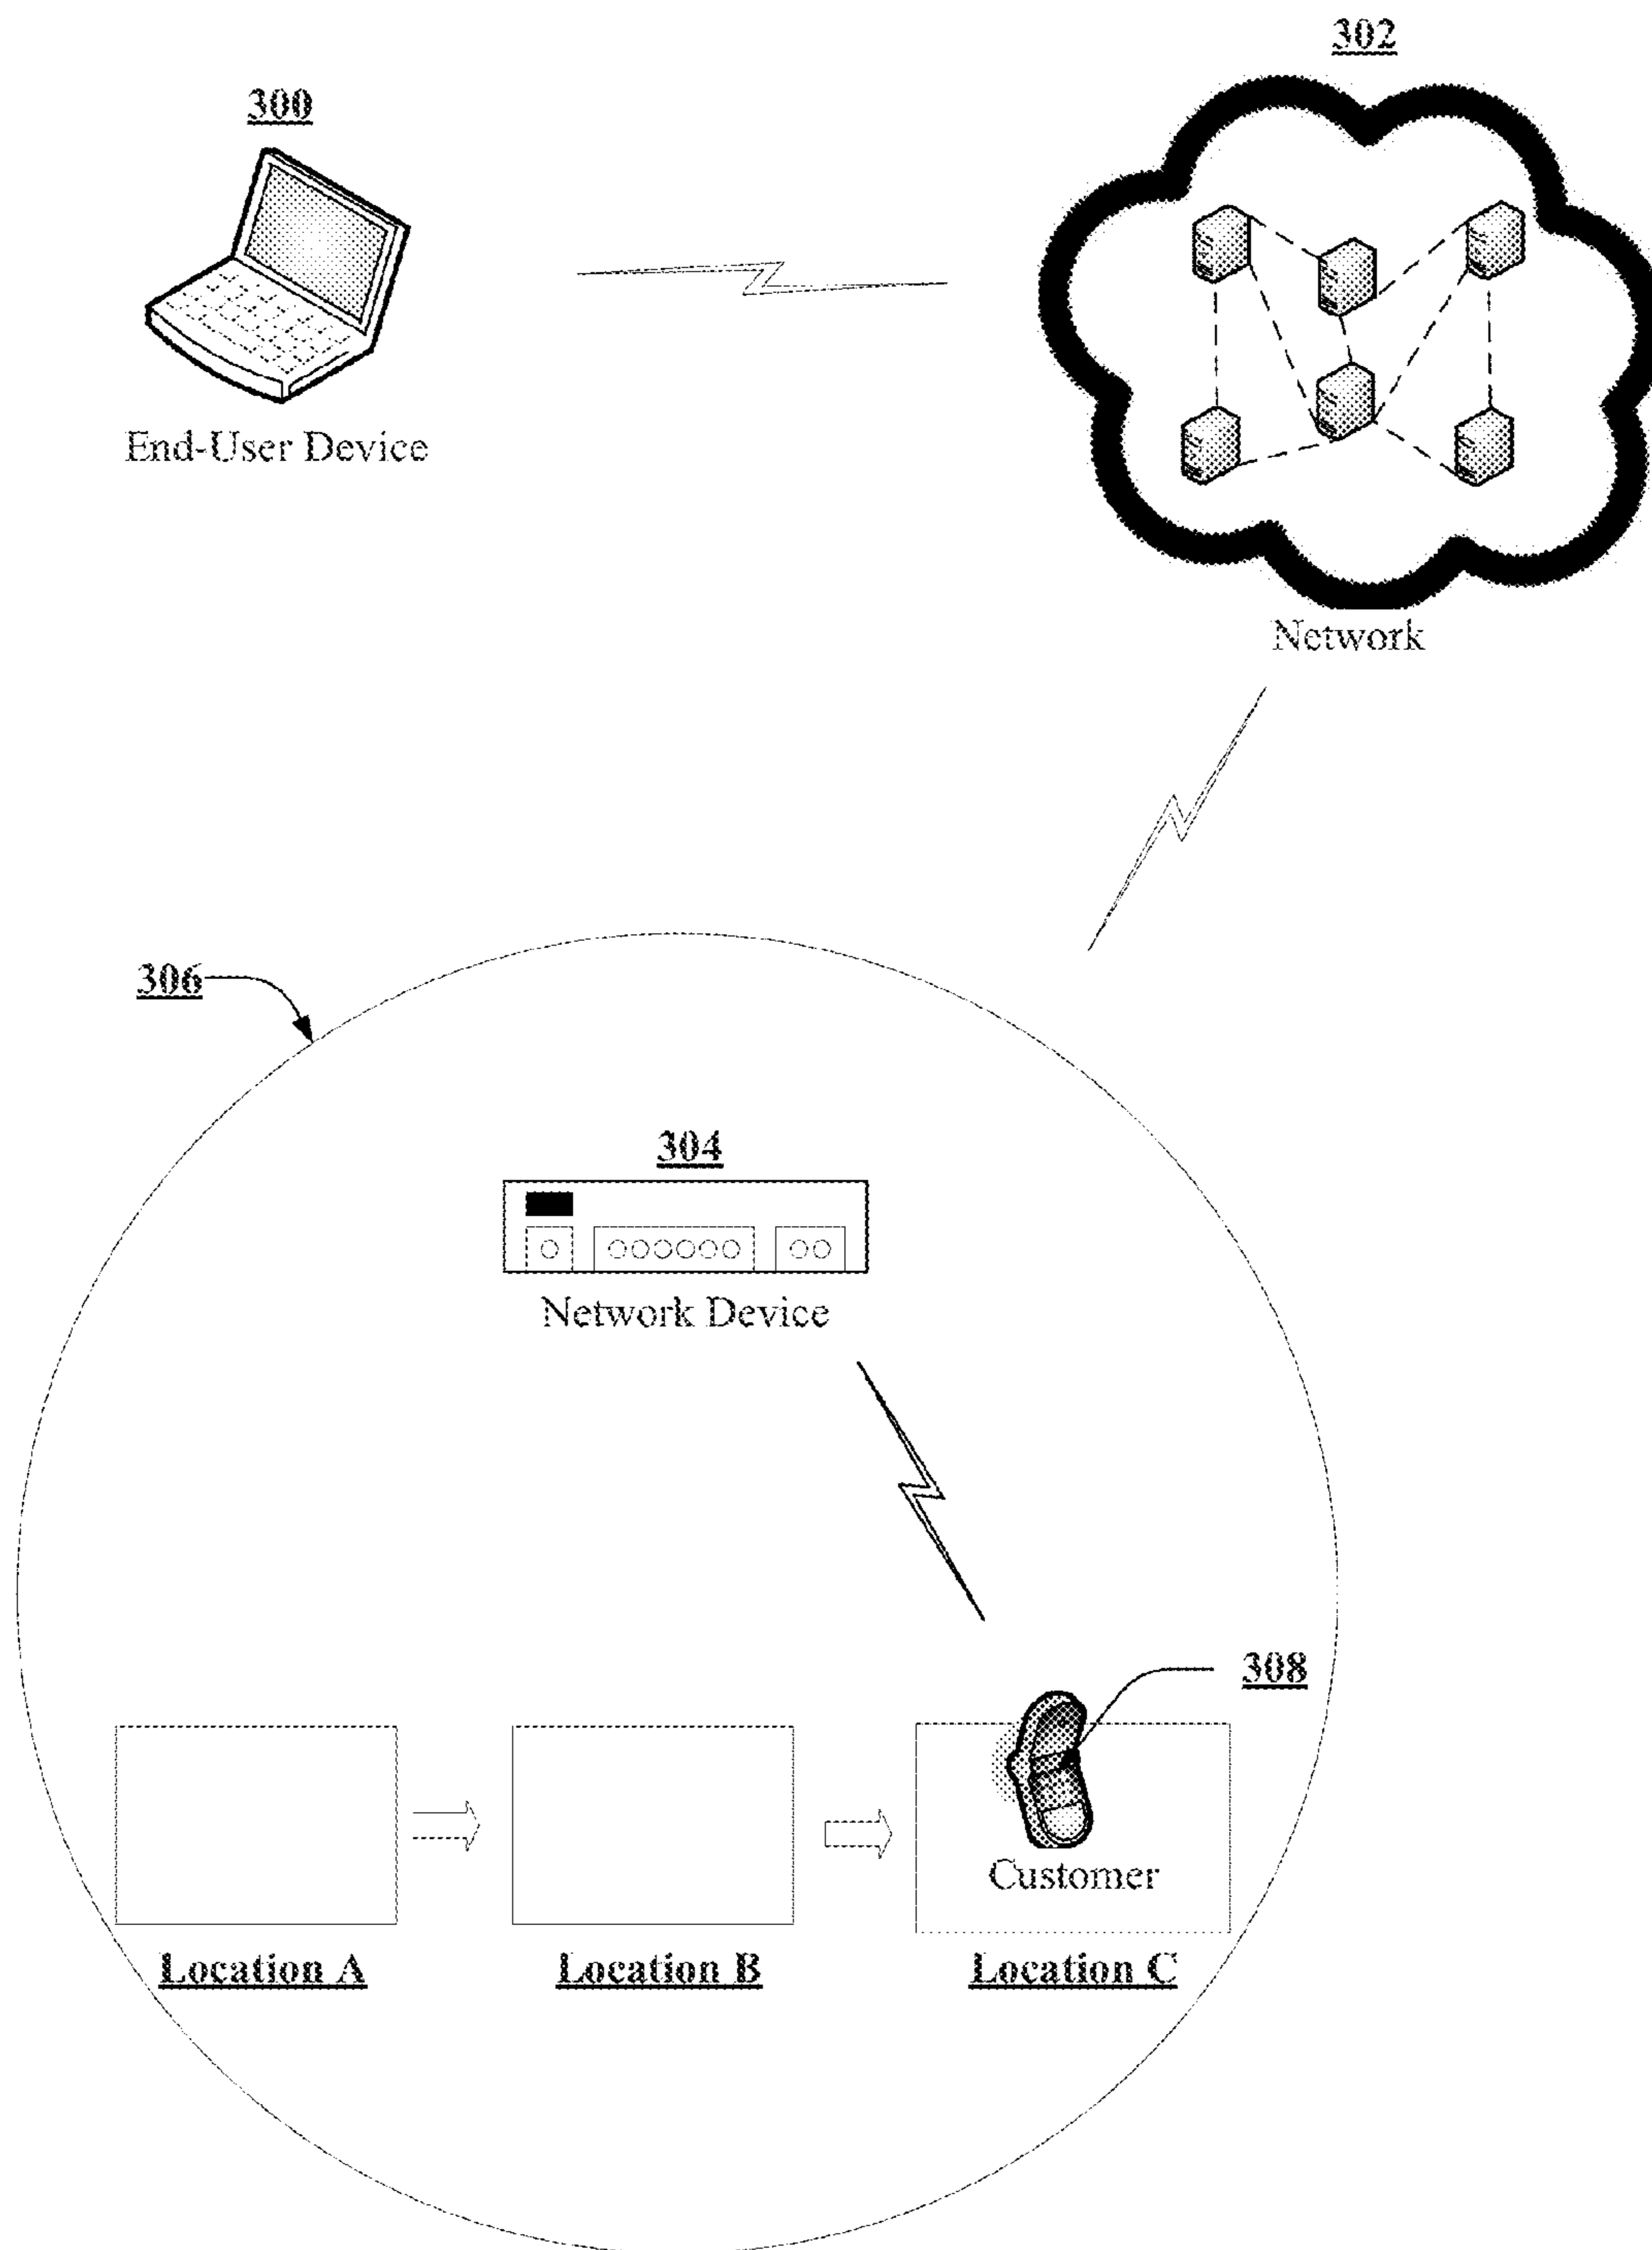 302
300
End-User Device
Network
306
304
Network Device
308
Customer
Location A
Location B
Location C